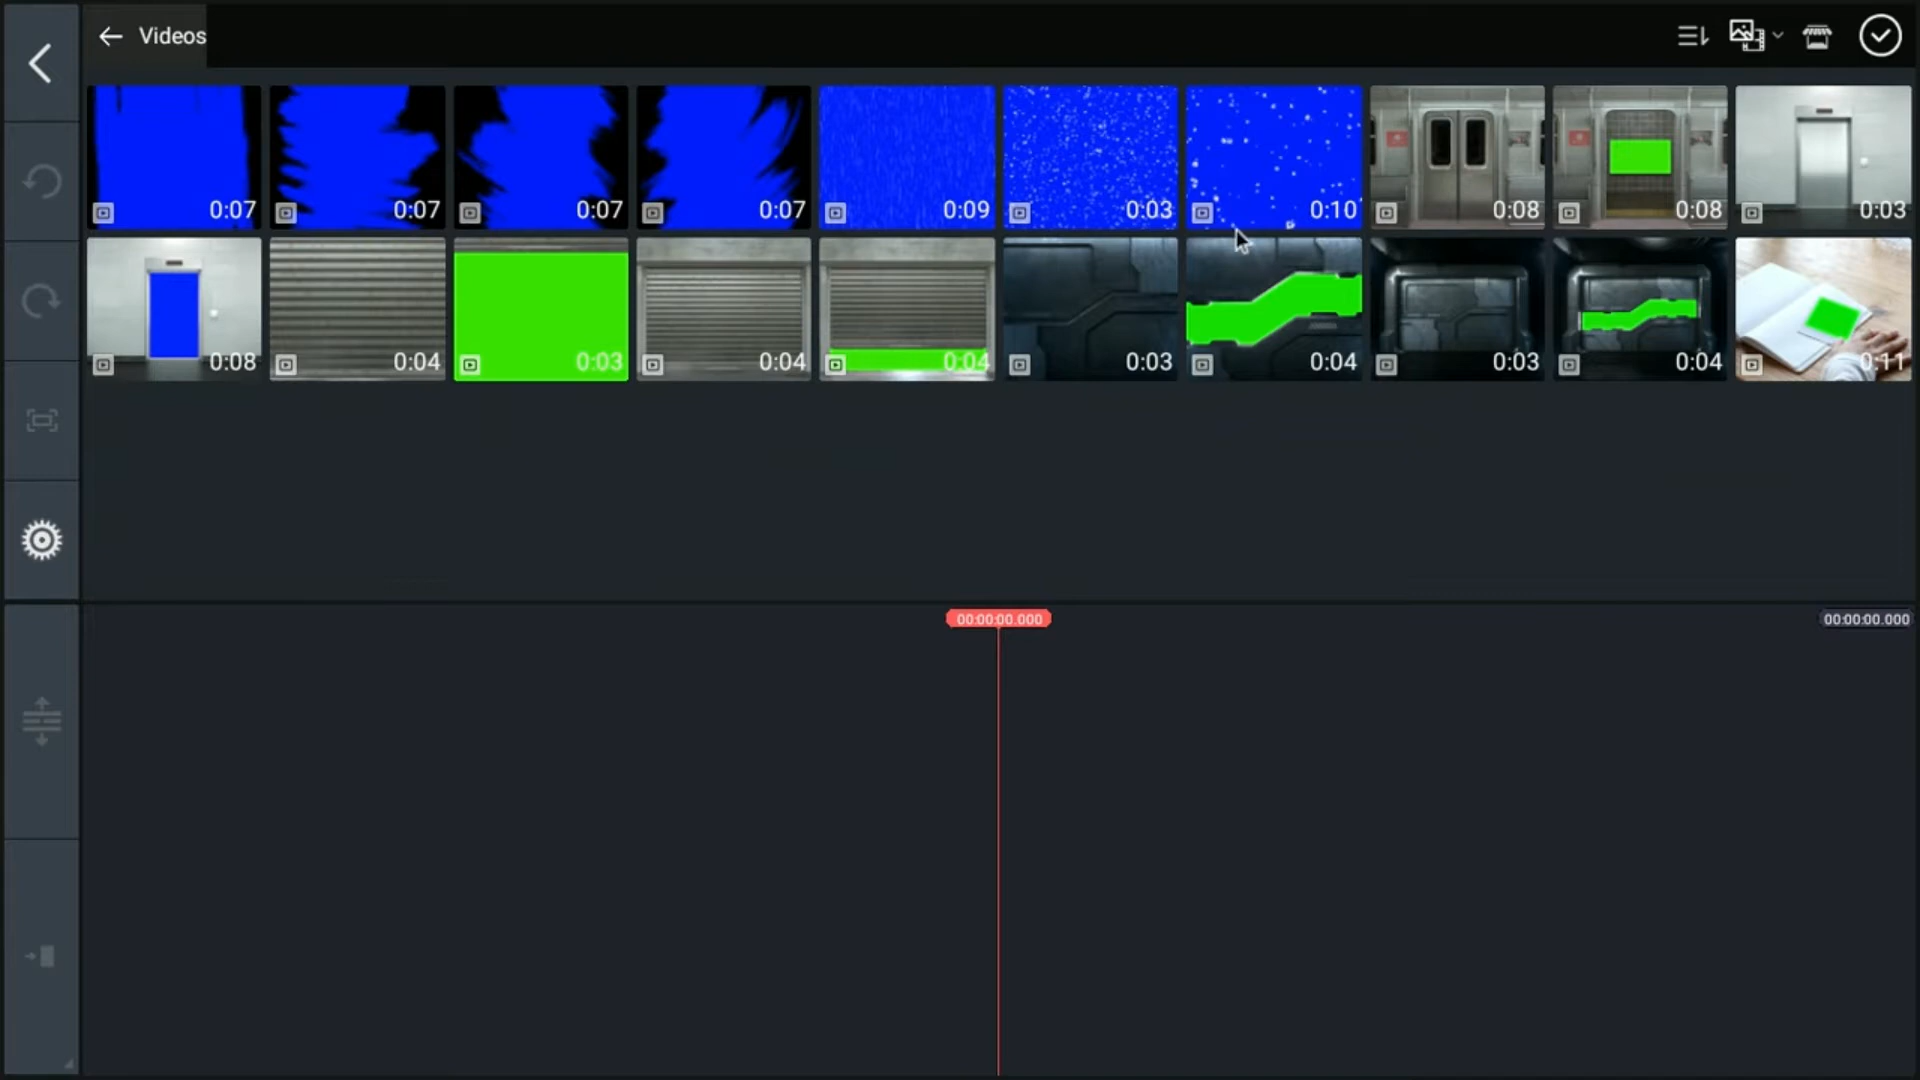 Videos
0:07 0:07 0:07 0:07 0:09 0:03 0:10 0:08 0:08 0:03
0:08 0:04 0:03 0:04 0:04 0:03 0:04 0:03 0:04 0:11
00:00:00.000 00:00:00.000